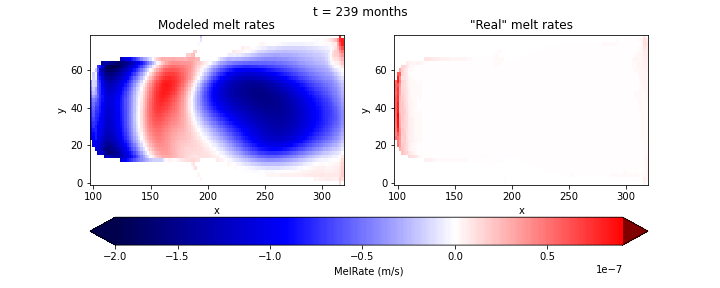 t = 239 months
Modeled melt rates
"Real" melt rates
y
60
40
20
0
100
150
200
250
300
x
y
60
40
20
0
100
150
200
250
300
x
−2.0
−1.5
−1.0
−0.5
0.0
0.5
1e−7
MelRate (m/s)